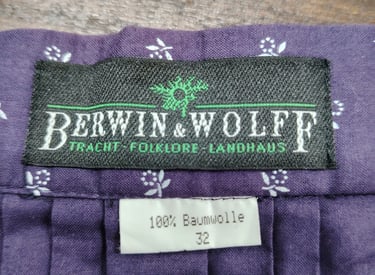 BERWIN & WOLFF
TRACHT - FOLKLORE - LANDHAUS
100% Baumwolle
32